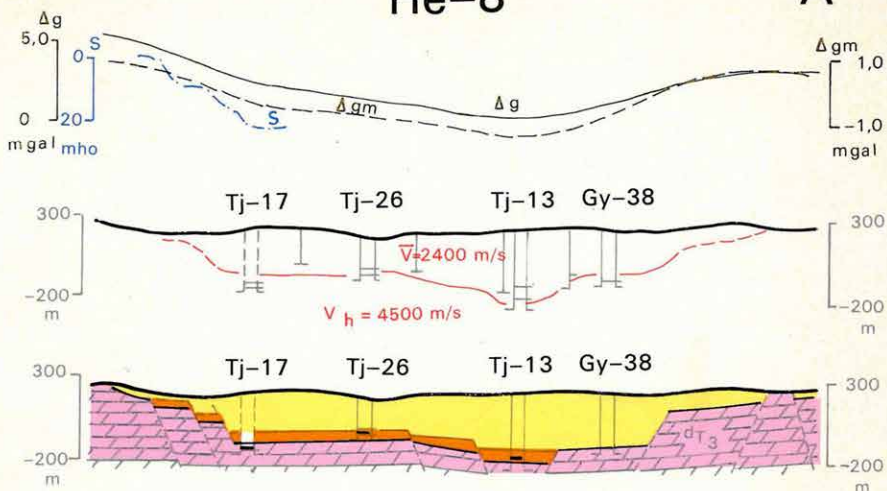 He-8 A
Δg
5,0 S 0
0 20
mgal mho
Δgm Δg
S
Δgm
1,0
-1,0
mgal
Tj-17 Tj-26 Tj-13 Gy-38
300 300
V̅=2400 m/s
-200 -200
m m
V h = 4500 m/s
Tj-17 Tj-26 Tj-13 Gy-38
300 300
dT3
-200 -200
m m